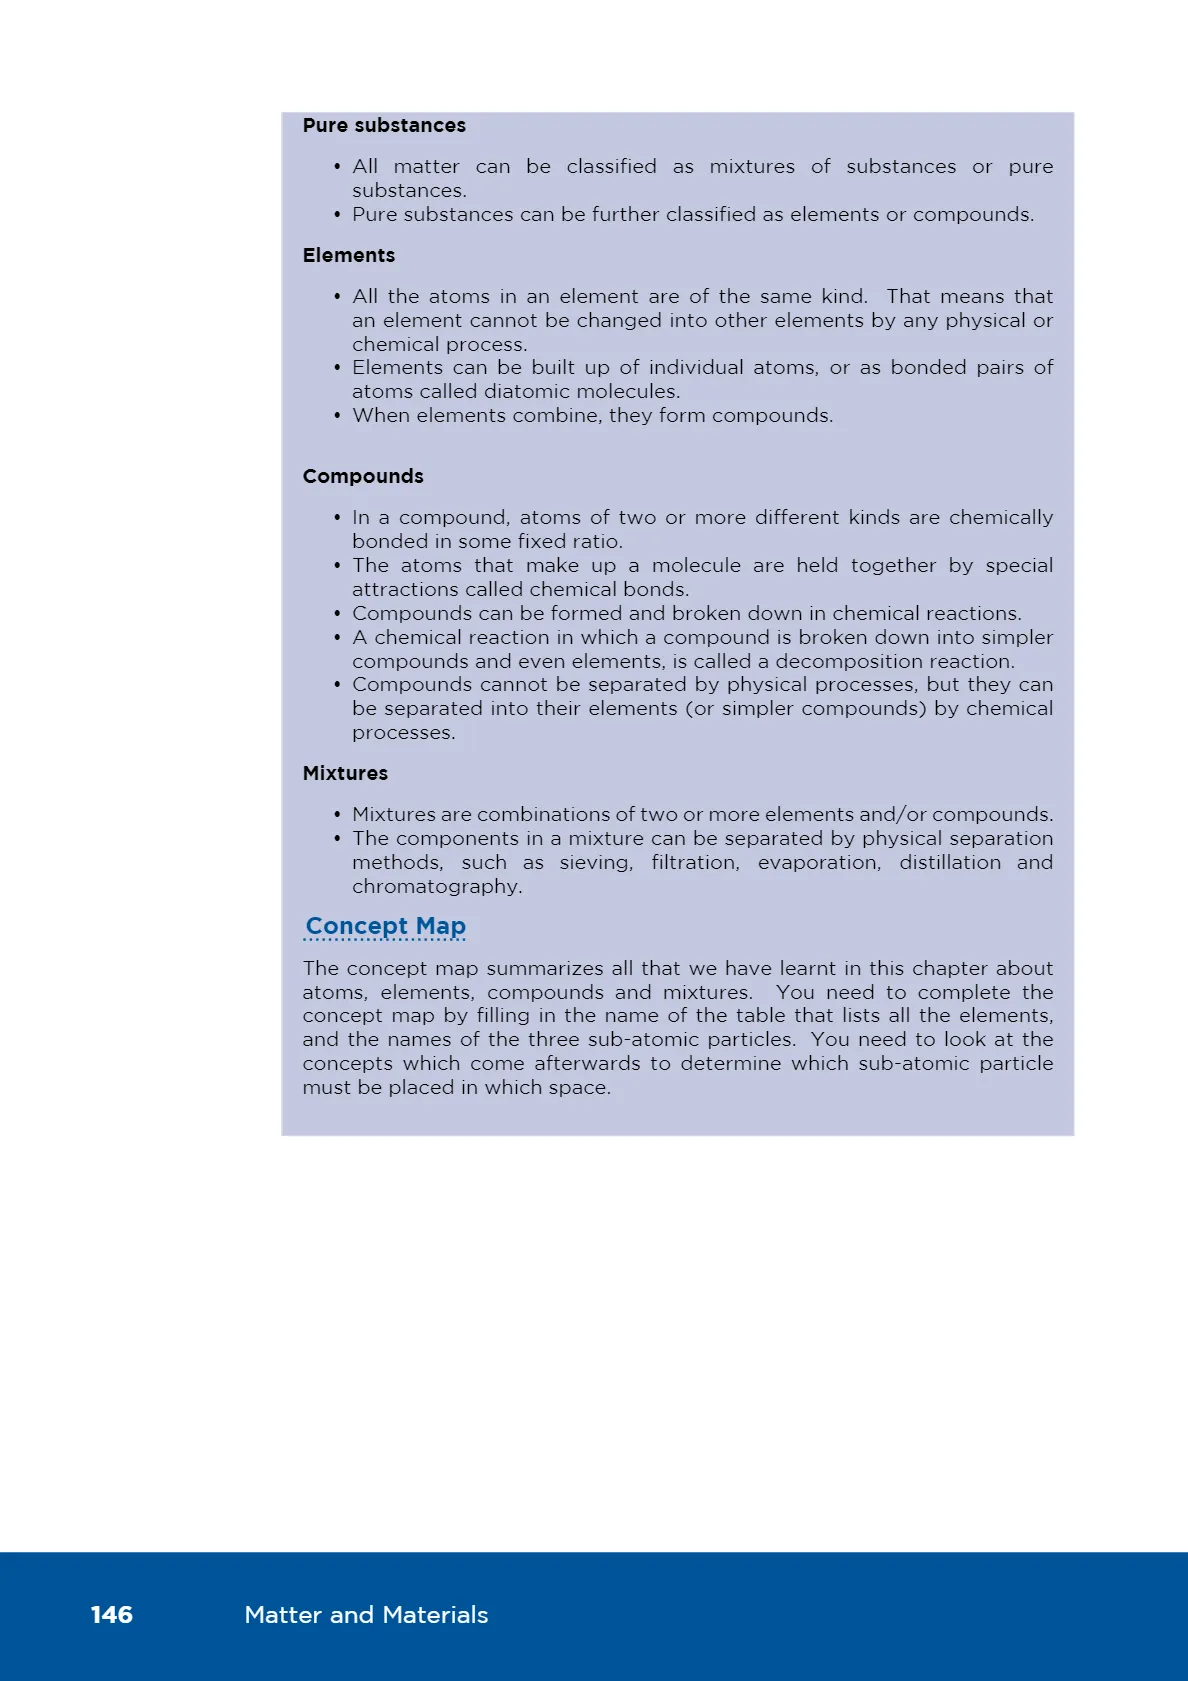 Pure substances
• All matter can be classified as mixtures of substances or pure
substances.
• Pure substances can be further classified as elements or compounds.
Elements
• All the atoms in an element are of the same kind. That means that
an element cannot be changed into other elements by any physical or
chemical process.
• Elements can be built up of individual atoms, or as bonded pairs of
atoms called diatomic molecules.
• When elements combine, they form compounds.
Compounds
• In a compound, atoms of two or more different kinds are chemically
bonded in some fixed ratio.
• The atoms that make up a molecule are held together by special
attractions called chemical bonds.
• Compounds can be formed and broken down in chemical reactions.
• A chemical reaction in which a compound is broken down into simpler
compounds and even elements, is called a decomposition reaction.
• Compounds cannot be separated by physical processes, but they can
be separated into their elements (or simpler compounds) by chemical
processes.
Mixtures
• Mixtures are combinations of two or more elements and/or compounds.
• The components in a mixture can be separated by physical separation
methods, such as sieving, filtration, evaporation, distillation and
chromatography.
Concept Map
The concept map summarizes all that we have learnt in this chapter about
atoms, elements, compounds and mixtures. You need to complete the
concept map by filling in the name of the table that lists all the elements,
and the names of the three sub-atomic particles. You need to look at the
concepts which come afterwards to determine which sub-atomic particle
must be placed in which space.
146 Matter and Materials